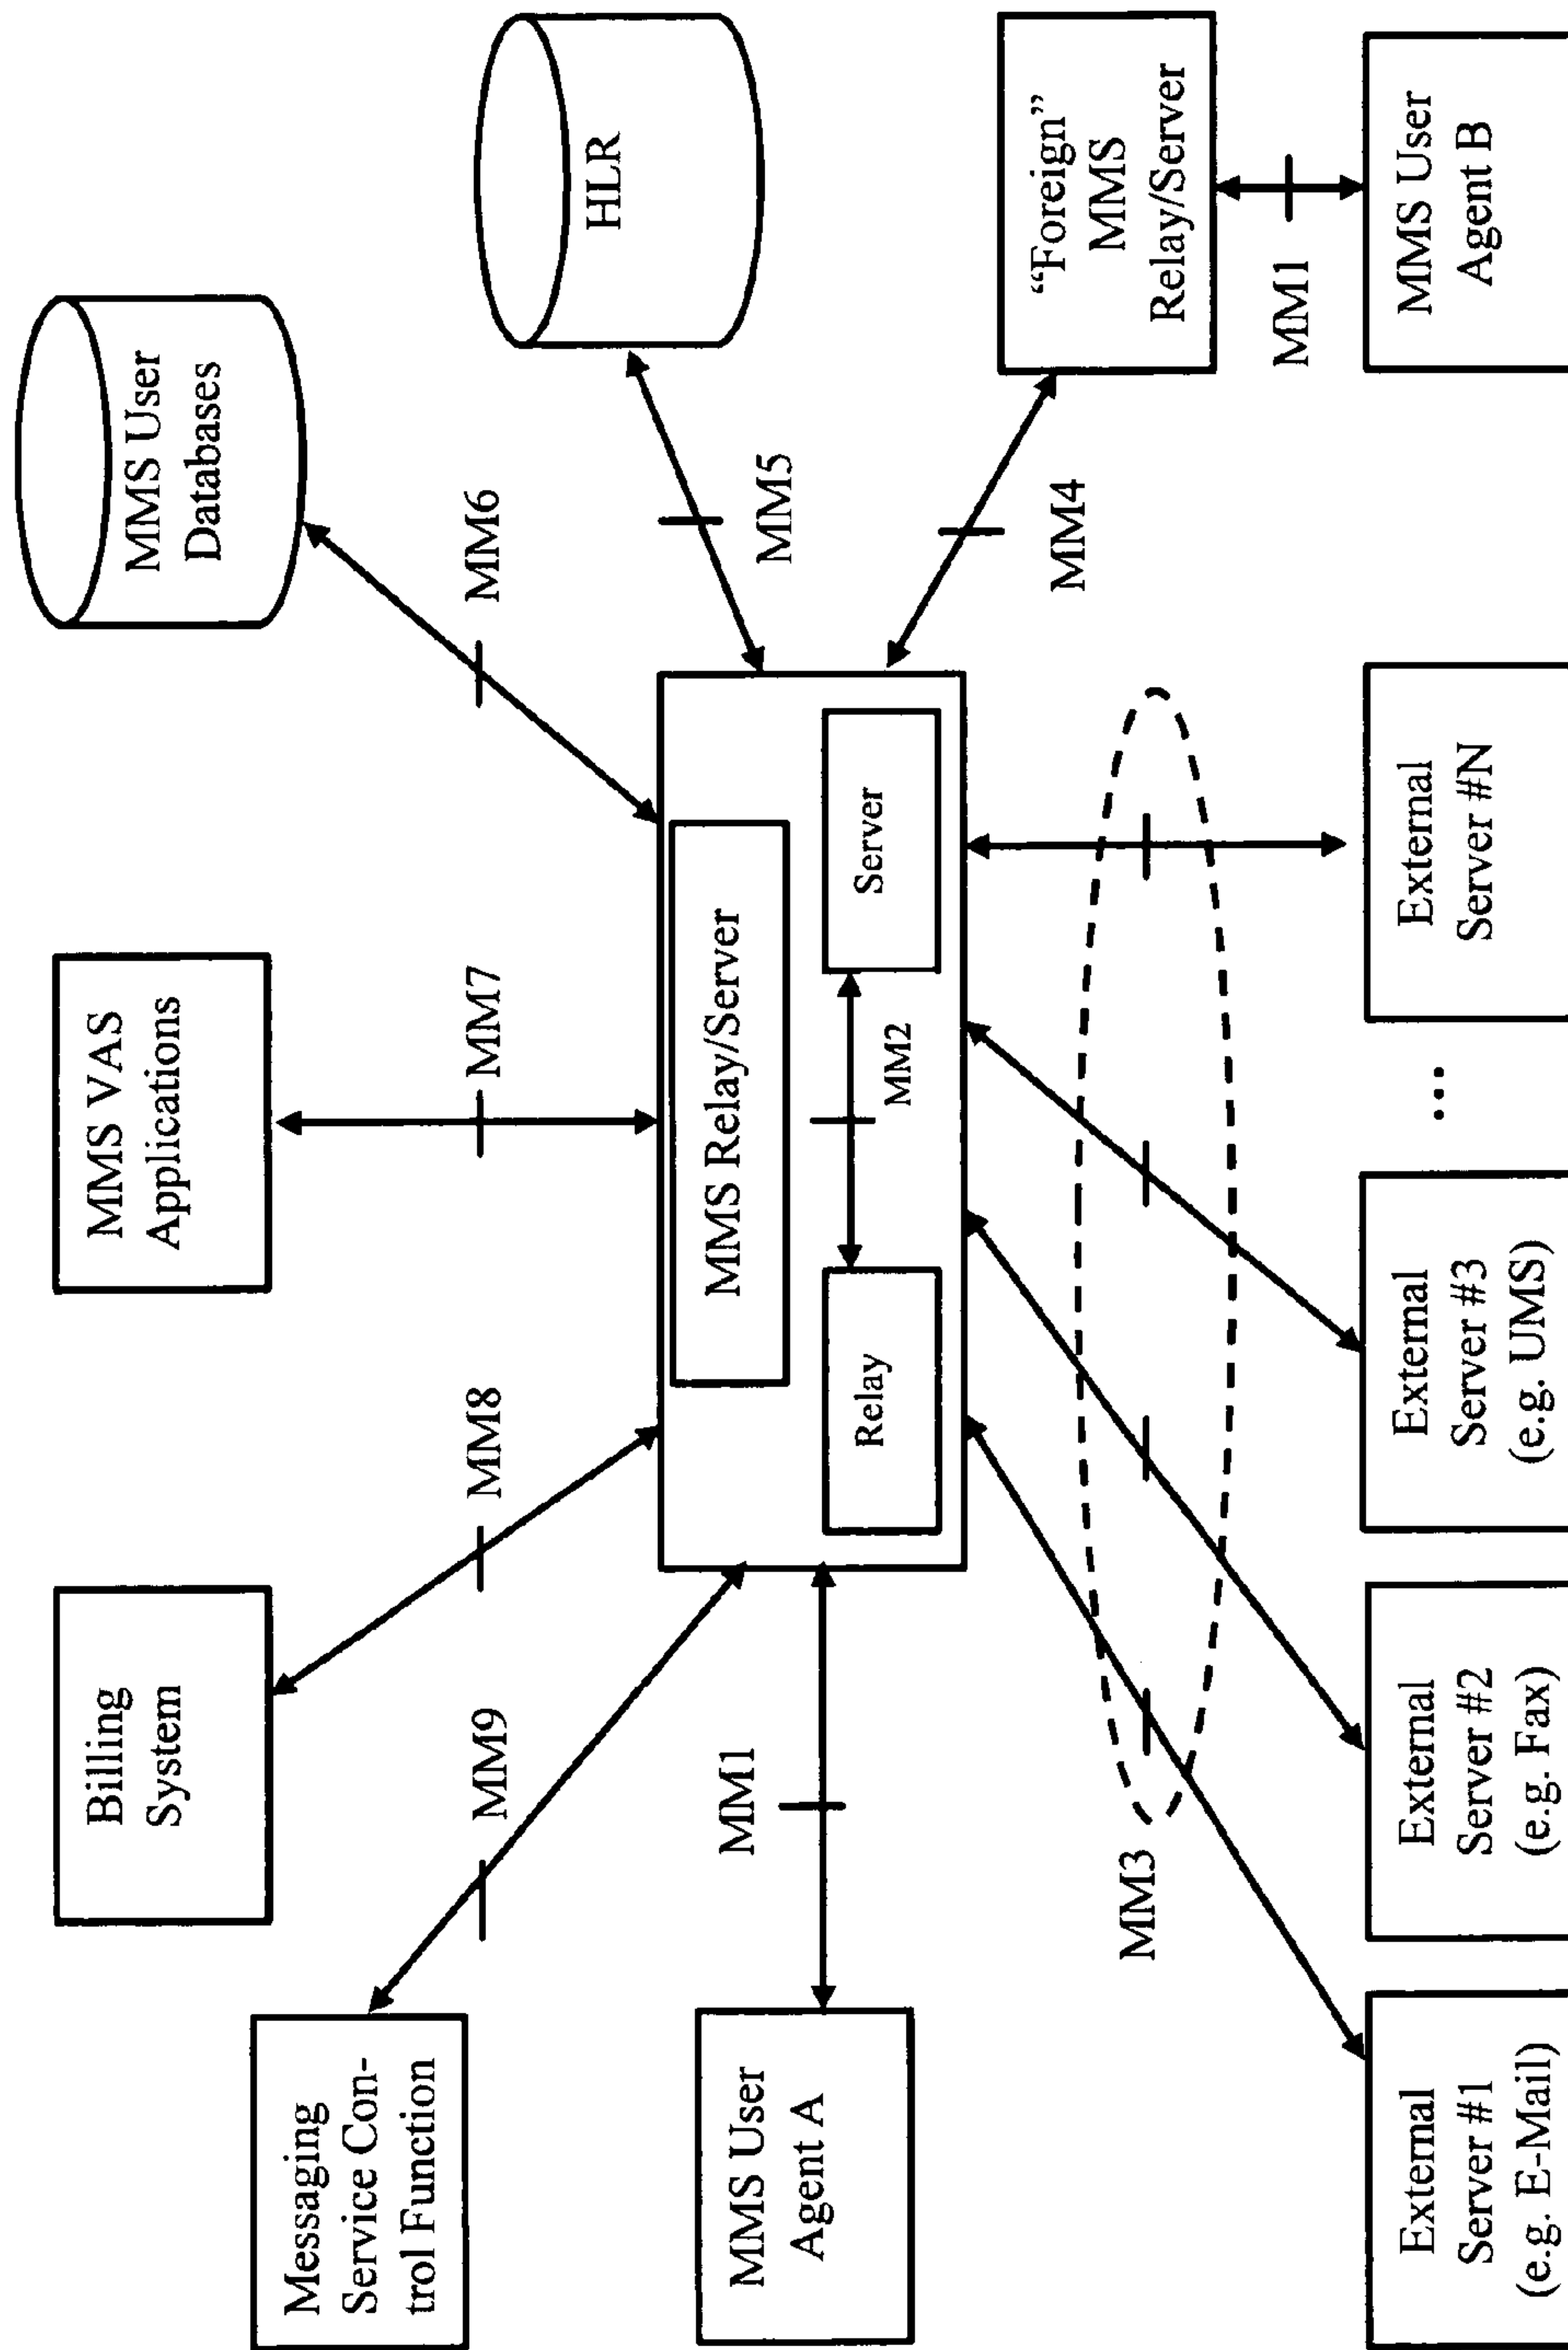 Messaging
Service Con-
trol Function
Billing
System
MMS VAS
Applications
MMS User
Databases
HLR
MM9
MM8
MM7
MM6
MM5
MMS User
Agent A
MM1
MMS Relay/Server
Relay
MM2
Server
MM4
"Foreign"
MMS
Relay/Server
MM3
MM1
External
Server #1
(e.g. E-Mail)
External
Server #2
(e.g. Fax)
External
Server #3
(e.g. UMS)
...
External
Server #N
MMS User
Agent B